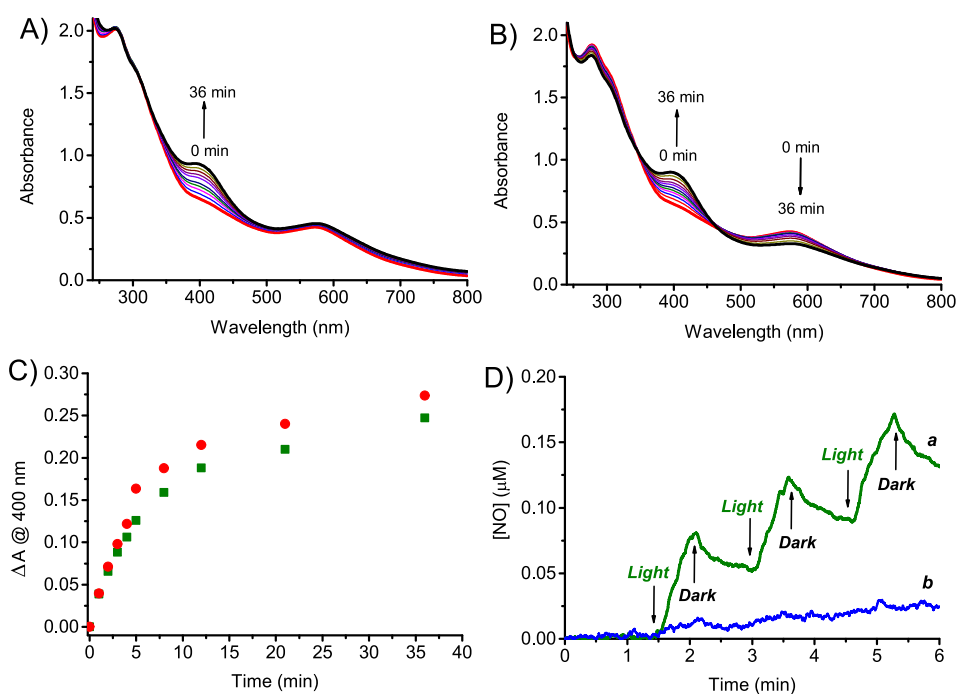 A)
2.0
1.5
1.0
0.5
0.0
Absorbance
36 min
0 min
300 400 500 600 700 800
Wavelength (nm)
B)
2.0
1.5
1.0
0.5
0.0
Absorbance
36 min
0 min
0 min
36 min
300 400 500 600 700 800
Wavelength (nm)
C)
0.30
0.25
0.20
0.15
0.10
0.05
0.00
Δ A @ 400 nm
0 5 10 15 20 25 30 35 40
Time (min)
D)
0.20
0.15
0.10
0.05
0.00
[NO] (μM)
a
Light
Dark
Light
Dark
Light
Dark
b
0 1 2 3 4 5 6
Time (min)